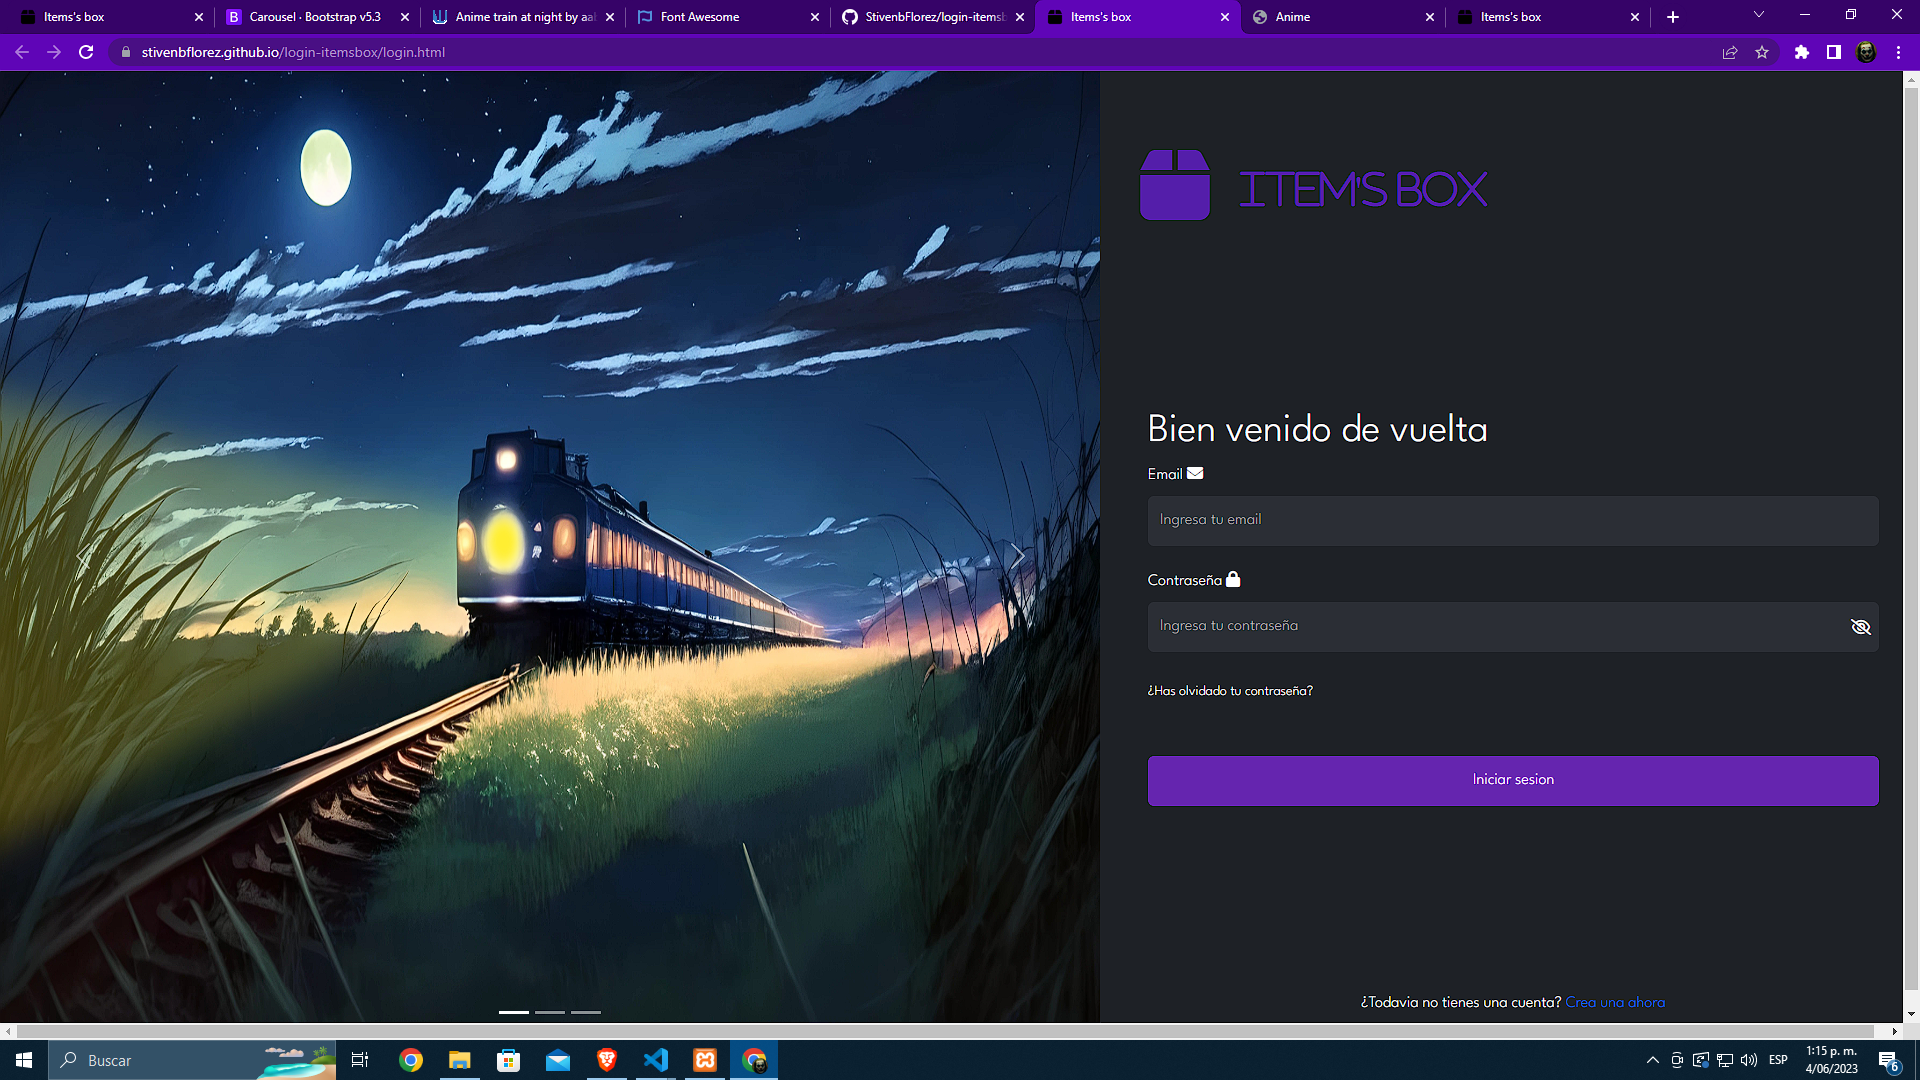 Items's box
Carousel · Bootstrap v5.3
Anime train at night by aal
Font Awesome
StivenbFlorez/login-itemsb
Items's box
Anime
Items's box
stivenbflorez.github.io/login-itemsbox/login.html
ITEM'S BOX
Bien venido de vuelta
Email
Ingresa tu email
Contraseña
Ingresa tu contraseña
¿Has olvidado tu contraseña?
Iniciar sesion
¿Todavia no tienes una cuenta? Crea una ahora
Buscar
ESP
1:15 p. m.
4/06/2023
6